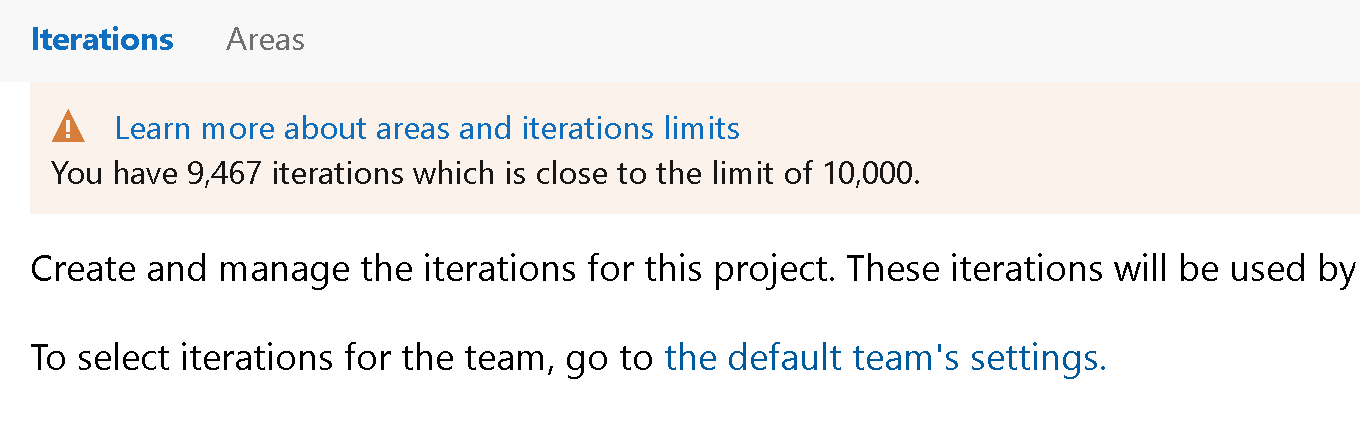 Iterations Areas
Learn more about areas and iterations limits
You have 9,467 iterations which is close to the limit of 10,000.
Create and manage the iterations for this project. These iterations will be used by
To select iterations for the team, go to the default team's settings.